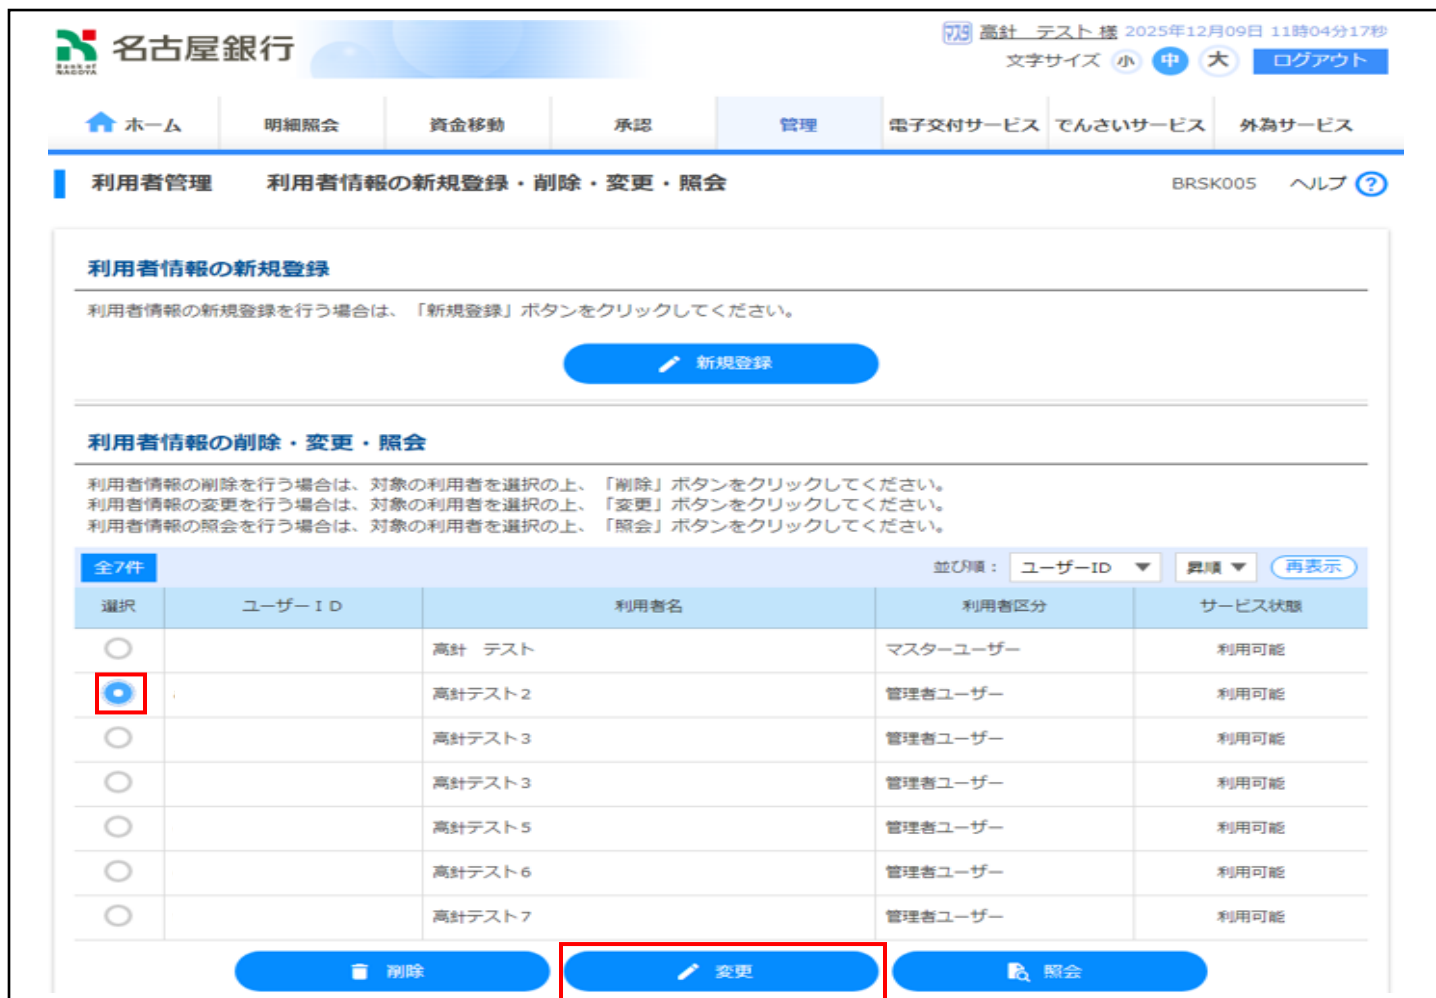 Bank of NAGOYA
名古屋銀行
高針　テスト 様 2025年12月09日 11時04分17秒
文字サイズ 小 中 大 ログアウト
ホーム 明細照会 資金移動 承認 管理 電子交付サービス でんさいサービス 外為サービス
利用者管理 利用者情報の新規登録・削除・変更・照会 BRSK005 ヘルプ ?
利用者情報の新規登録
利用者情報の新規登録を行う場合は、「新規登録」ボタンをクリックしてください。
新規登録
利用者情報の削除・変更・照会
利用者情報の削除を行う場合は、対象の利用者を選択の上、「削除」ボタンをクリックしてください。
利用者情報の変更を行う場合は、対象の利用者を選択の上、「変更」ボタンをクリックしてください。
利用者情報の照会を行う場合は、対象の利用者を選択の上、「照会」ボタンをクリックしてください。
全7件 並び順： ユーザーID ▼ 昇順 ▼ 再表示
選択 ユーザーＩＤ 利用者名 利用者区分 サービス状態
高針　テスト マスターユーザー 利用可能
高針テスト２ 管理者ユーザー 利用可能
高針テスト３ 管理者ユーザー 利用可能
高針テスト３ 管理者ユーザー 利用可能
高針テスト５ 管理者ユーザー 利用可能
高針テスト６ 管理者ユーザー 利用可能
高針テスト７ 管理者ユーザー 利用可能
削除 変更 照会